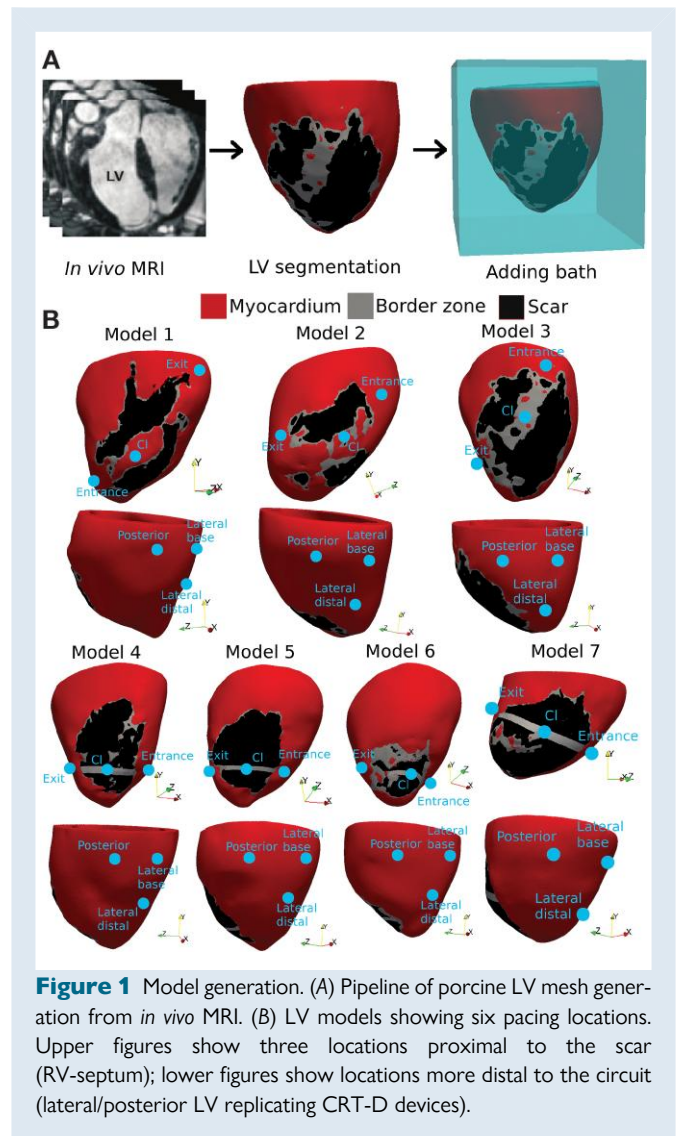 A
LV
In vivo MRI
LV segmentation
Adding bath
Myocardium Border zone Scar
B
Model 1
Model 2
Model 3
Exit
CI
Entrance
Entrance
Exit
CI
Entrance
CI
Exit
Y
Z X
Y
Z
X
Y
Z
X
Posterior
Lateral
base
Lateral
distal
Posterior
Lateral
base
Lateral
distal
Posterior
Lateral
base
Lateral
distal
Z
Y
X
Z
Y
X
Z
Y
X
Model 4
Model 5
Model 6
Model 7
CI
Exit
Entrance
Exit
CI
Entrance
Exit
CI
Entrance
Exit
CI
Entrance
Y
Z
X
Y
Z
X
Y
Z
X
Y
Z
X
Posterior
Lateral
base
Lateral
distal
Posterior
Lateral
base
Lateral
distal
Posterior
Lateral
base
Lateral
distal
Posterior
Lateral
base
Lateral
distal
Z
Y
X
Z
Y
X
Z
Y
X
Z
Y
X
Figure 1 Model generation. (A) Pipeline of porcine LV mesh gener-
ation from in vivo MRI. (B) LV models showing six pacing locations.
Upper figures show three locations proximal to the scar
(RV-septum); lower figures show locations more distal to the circuit
(lateral/posterior LV replicating CRT-D devices).